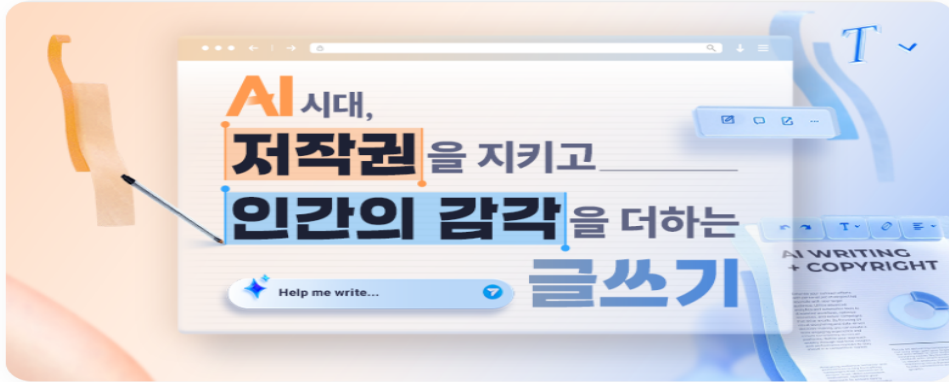 AI 시대,
저작권을 지키고
인간의 감각을 더하는
글쓰기
Help me write...
T
T
AI WRITING
+ COPYRIGHT